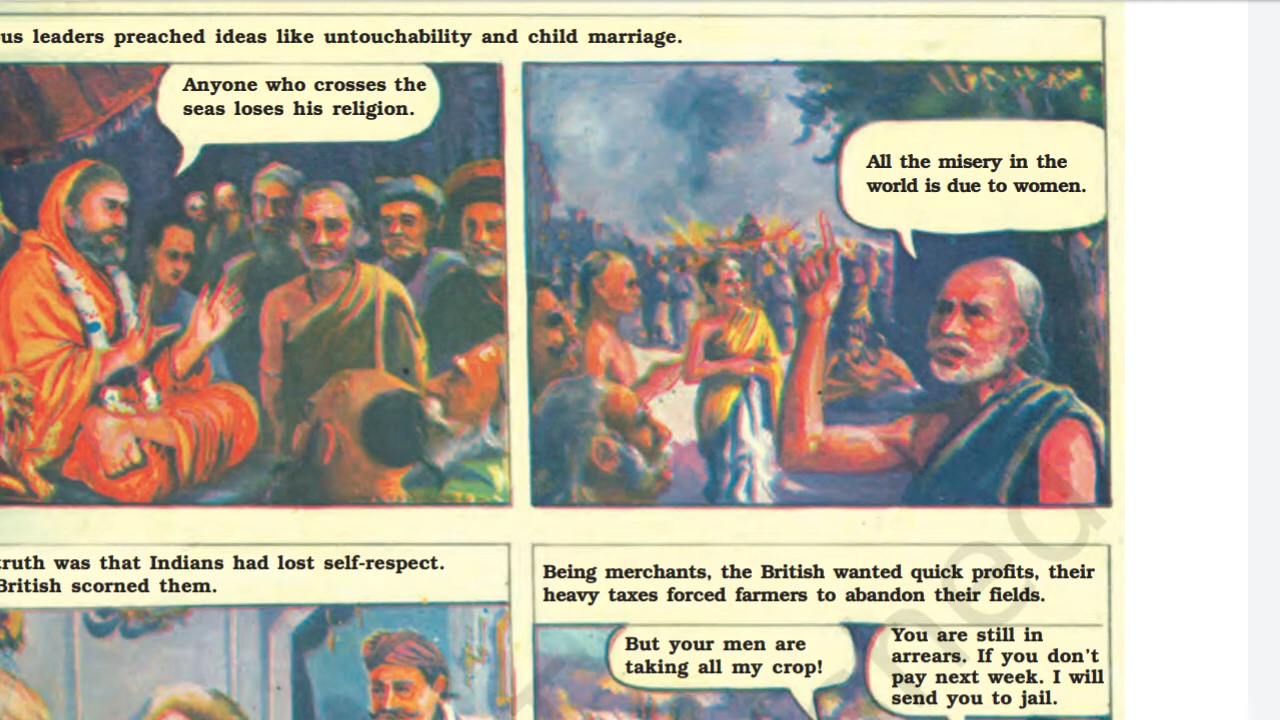 us leaders preached ideas like untouchability and child marriage.
Anyone who crosses the
seas loses his religion.
All the misery in the
world is due to women.
truth was that Indians had lost self-respect.
British scorned them.
Being merchants, the British wanted quick profits, their
heavy taxes forced farmers to abandon their fields.
But your men are
taking all my crop!
You are still in
arrears. If you don't
pay next week. I will
send you to jail.